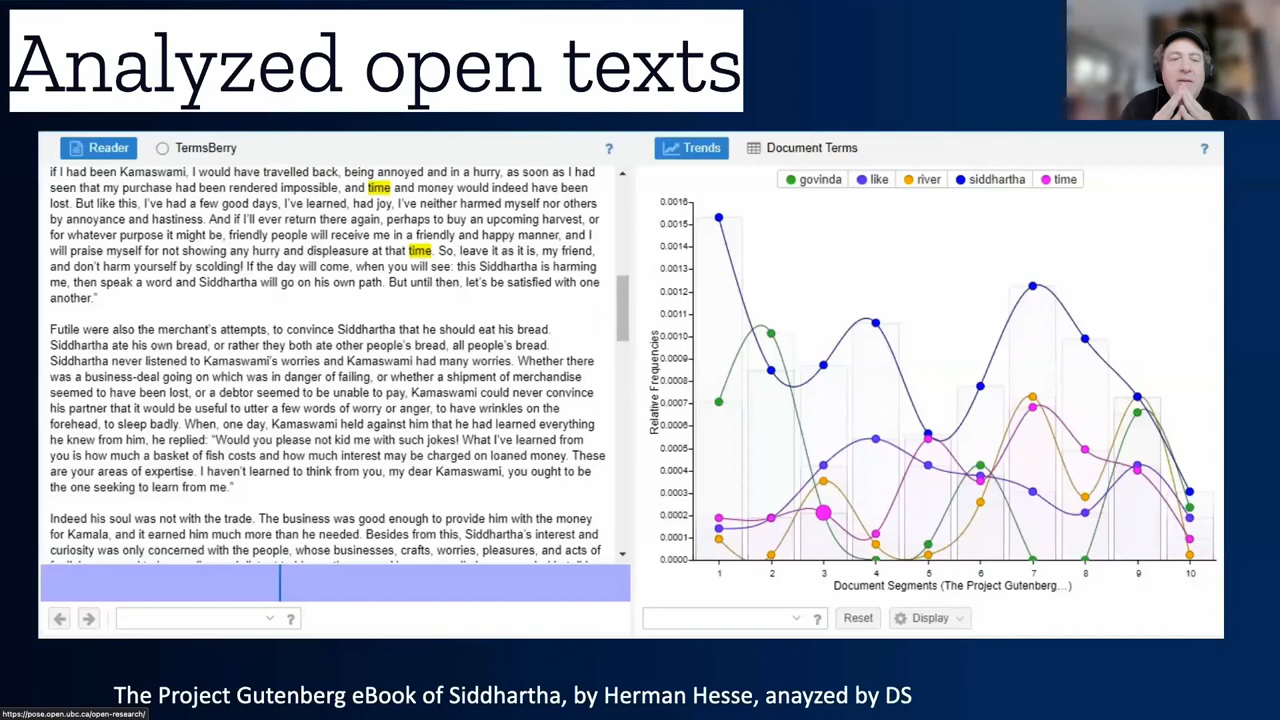 Analyzed open texts
Reader
TermsBerry
?
if I had been Kamaswami, I would have travelled back, being annoyed and in a hurry, as soon as I had
seen that my purchase had been rendered impossible, and time and money would indeed have been
lost. But like this, I've had a few good days, I've learned, had joy, I've neither harmed myself nor others
by annoyance and hastiness. And if I'll ever return there again, perhaps to buy an upcoming harvest, or
for whatever purpose it might be, friendly people will receive me in a friendly and happy manner, and I
will praise myself for not showing any hurry and displeasure at that time. So, leave it as it is, my friend,
and don't harm yourself by scolding! If the day will come, when you will see: this Siddhartha is harming
me, then speak a word and Siddhartha will go on his own path. But until then, let's be satisfied with one
another.”
Futile were also the merchant's attempts, to convince Siddhartha that he should eat his bread.
Siddhartha ate his own bread, or rather they both ate other people's bread, all people's bread.
Siddhartha never listened to Kamaswami's worries and Kamaswami had many worries. Whether there
was a business-deal going on which was in danger of failing, or whether a shipment of merchandise
seemed to have been lost, or a debtor seemed to be unable to pay, Kamaswami could never convince
his partner that it would be useful to utter a few words of worry or anger, to have wrinkles on the
forehead, to sleep badly. When, one day, Kamaswami held against him that he had learned everything
he knew from him, he replied: “Would you please not kid me with such jokes! What I've learned from
you is how much a basket of fish costs and how much interest may be charged on loaned money. These
are your areas of expertise. I haven't learned to think from you, my dear Kamaswami, you ought to be
the one seeking to learn from me.”
Indeed his soul was not with the trade. The business was good enough to provide him with the money
for Kamala, and it earned him much more than he needed. Besides from this, Siddhartha's interest and
curiosity was only concerned with the people, whose businesses, crafts, worries, pleasures, and acts of
?
Trends
Document Terms
?
govinda like river siddhartha time
Relative Frequencies
0.0016
0.0015
0.0014
0.0013
0.0012
0.0011
0.0010
0.0009
0.0008
0.0007
0.0006
0.0005
0.0004
0.0003
0.0002
0.0001
0.0000
1 2 3 4 5 6 7 8 9 10
Document Segments (The Project Gutenberg...)
?
Reset
Display
The Project Gutenberg eBook of Siddhartha, by Herman Hesse, anayzed by DS
https://pose.open.ubc.ca/open-research/